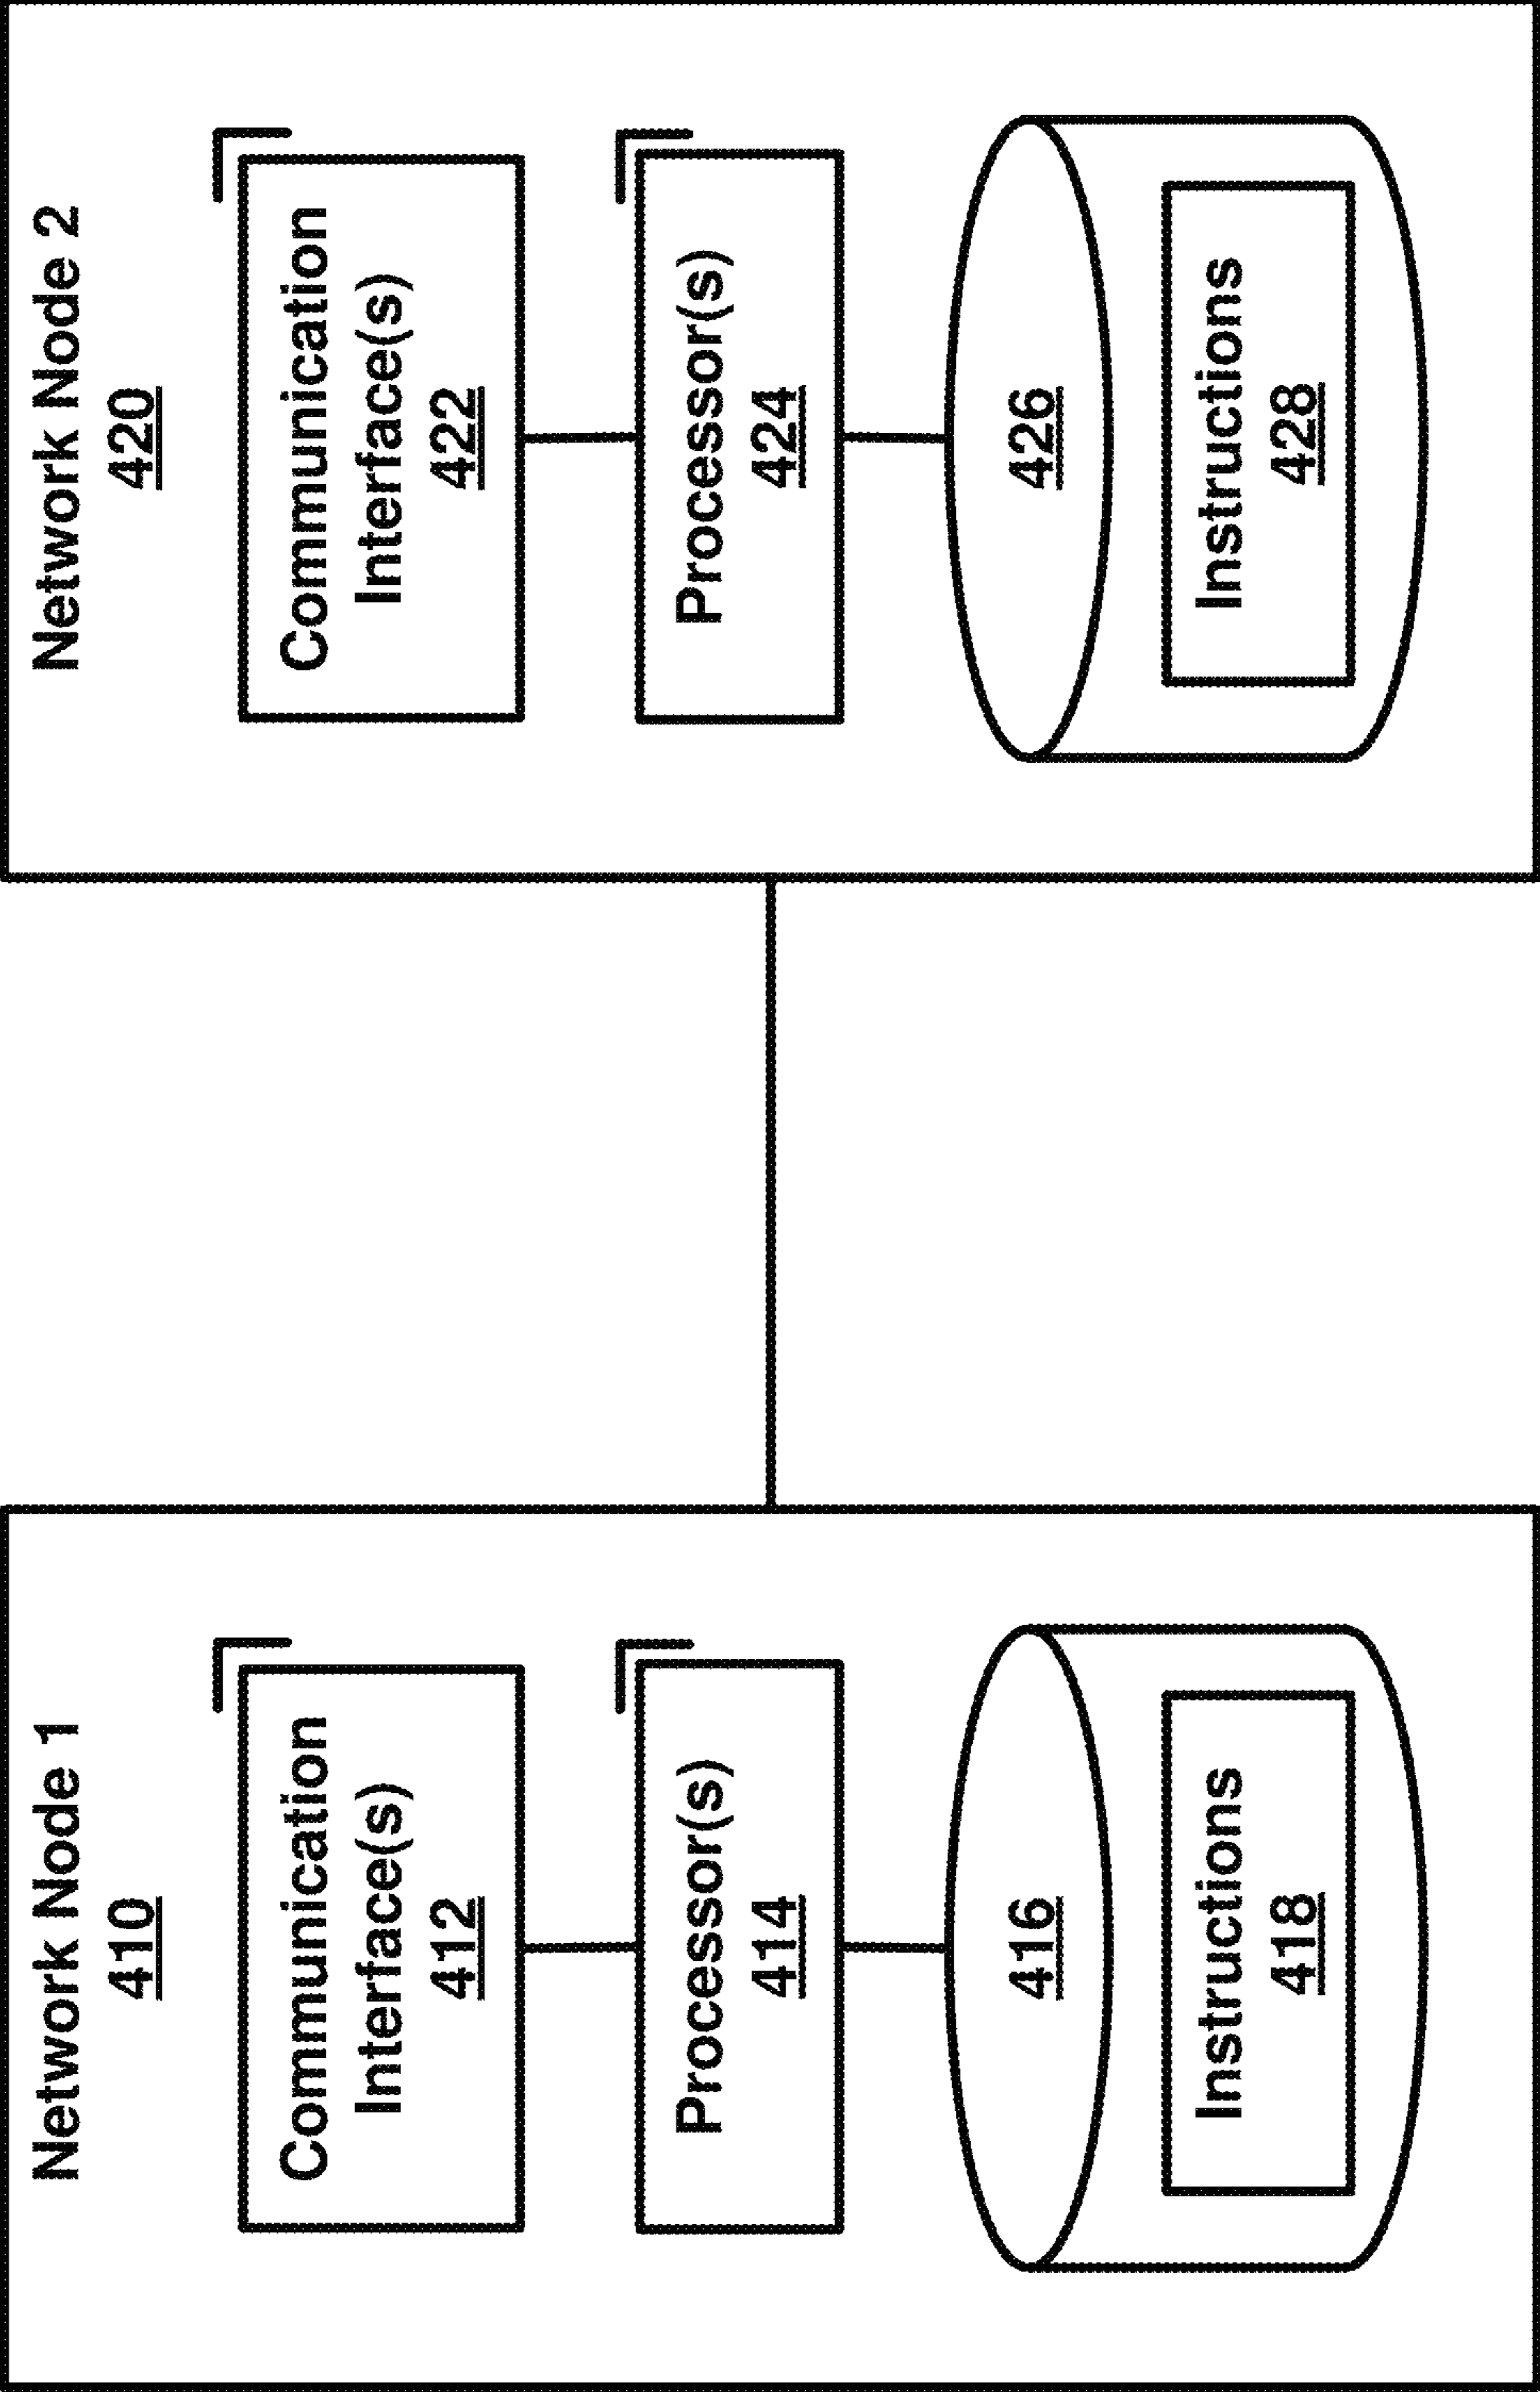 Network Node 1
410
Communication
Interface(s)
412
Processor(s)
414
416
Instructions
418
Network Node 2
420
Communication
Interface(s)
422
Processor(s)
424
426
Instructions
428